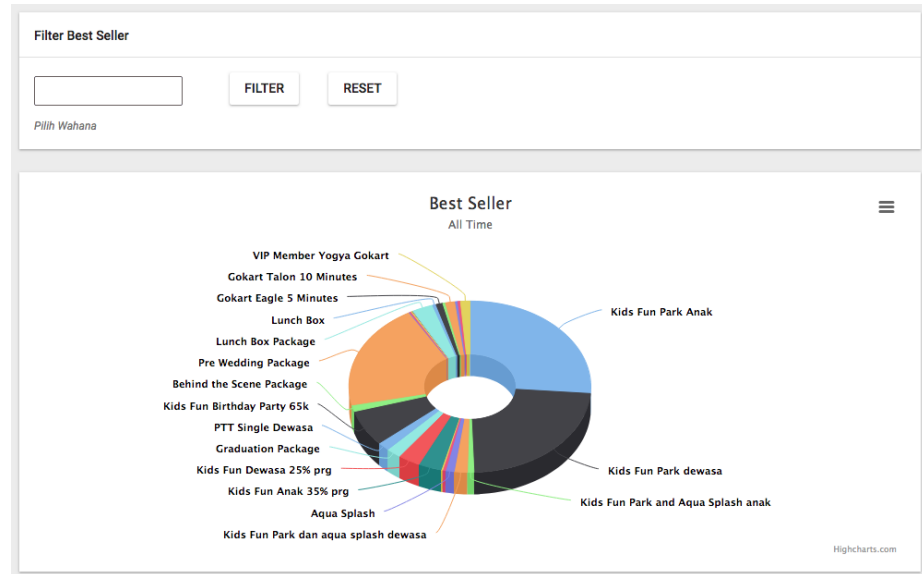 Filter Best Seller
FILTER
RESET
Pilih Wahana
Best Seller
All Time
VIP Member Yogya Gokart
Gokart Talon 10 Minutes
Gokart Eagle 5 Minutes
Lunch Box
Lunch Box Package
Pre Wedding Package
Behind the Scene Package
Kids Fun Birthday Party 65k
PTT Single Dewasa
Graduation Package
Kids Fun Dewasa 25% prg
Kids Fun Anak 35% prg
Aqua Splash
Kids Fun Park dan aqua splash dewasa
Kids Fun Park Anak
Kids Fun Park dewasa
Kids Fun Park and Aqua Splash anak
Highcharts.com